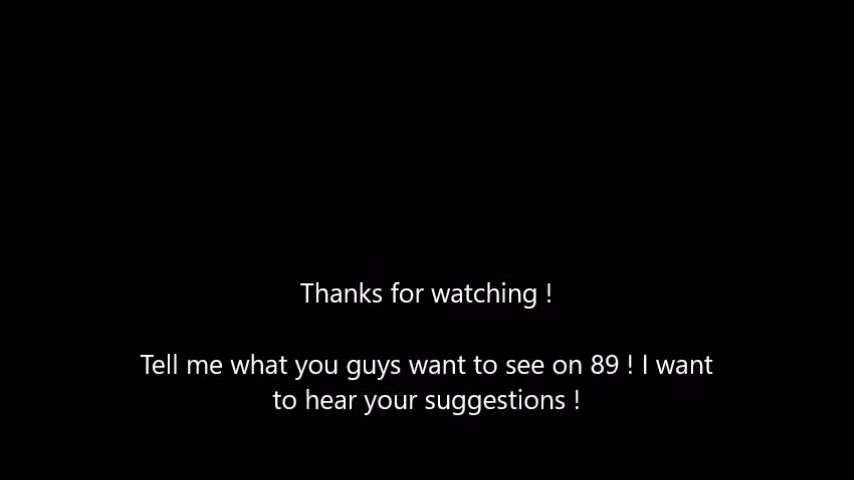 Thanks for watching !
Tell me what you guys want to see on 89 ! I want
to hear your suggestions !